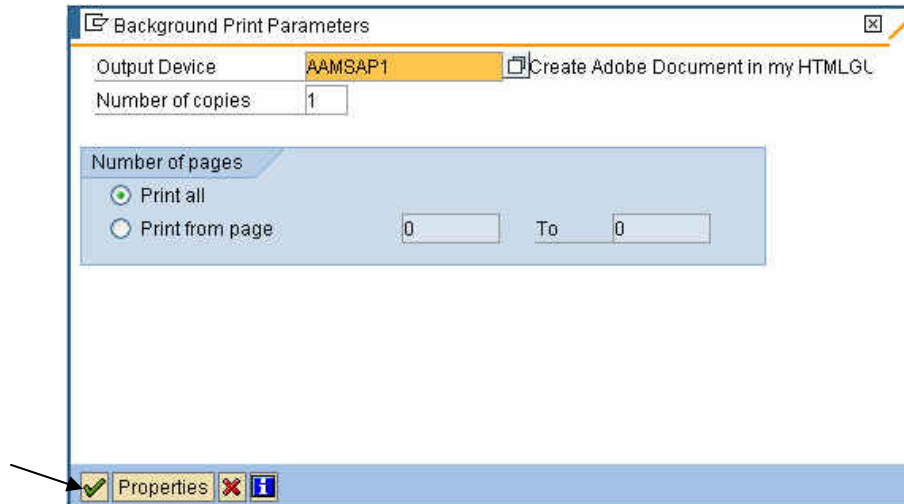 Background Print Parameters
Output Device AAMSAP1 Create Adobe Document in my HTMLGU
Number of copies 1
Number of pages
Print all
Print from page 0 To 0
Properties